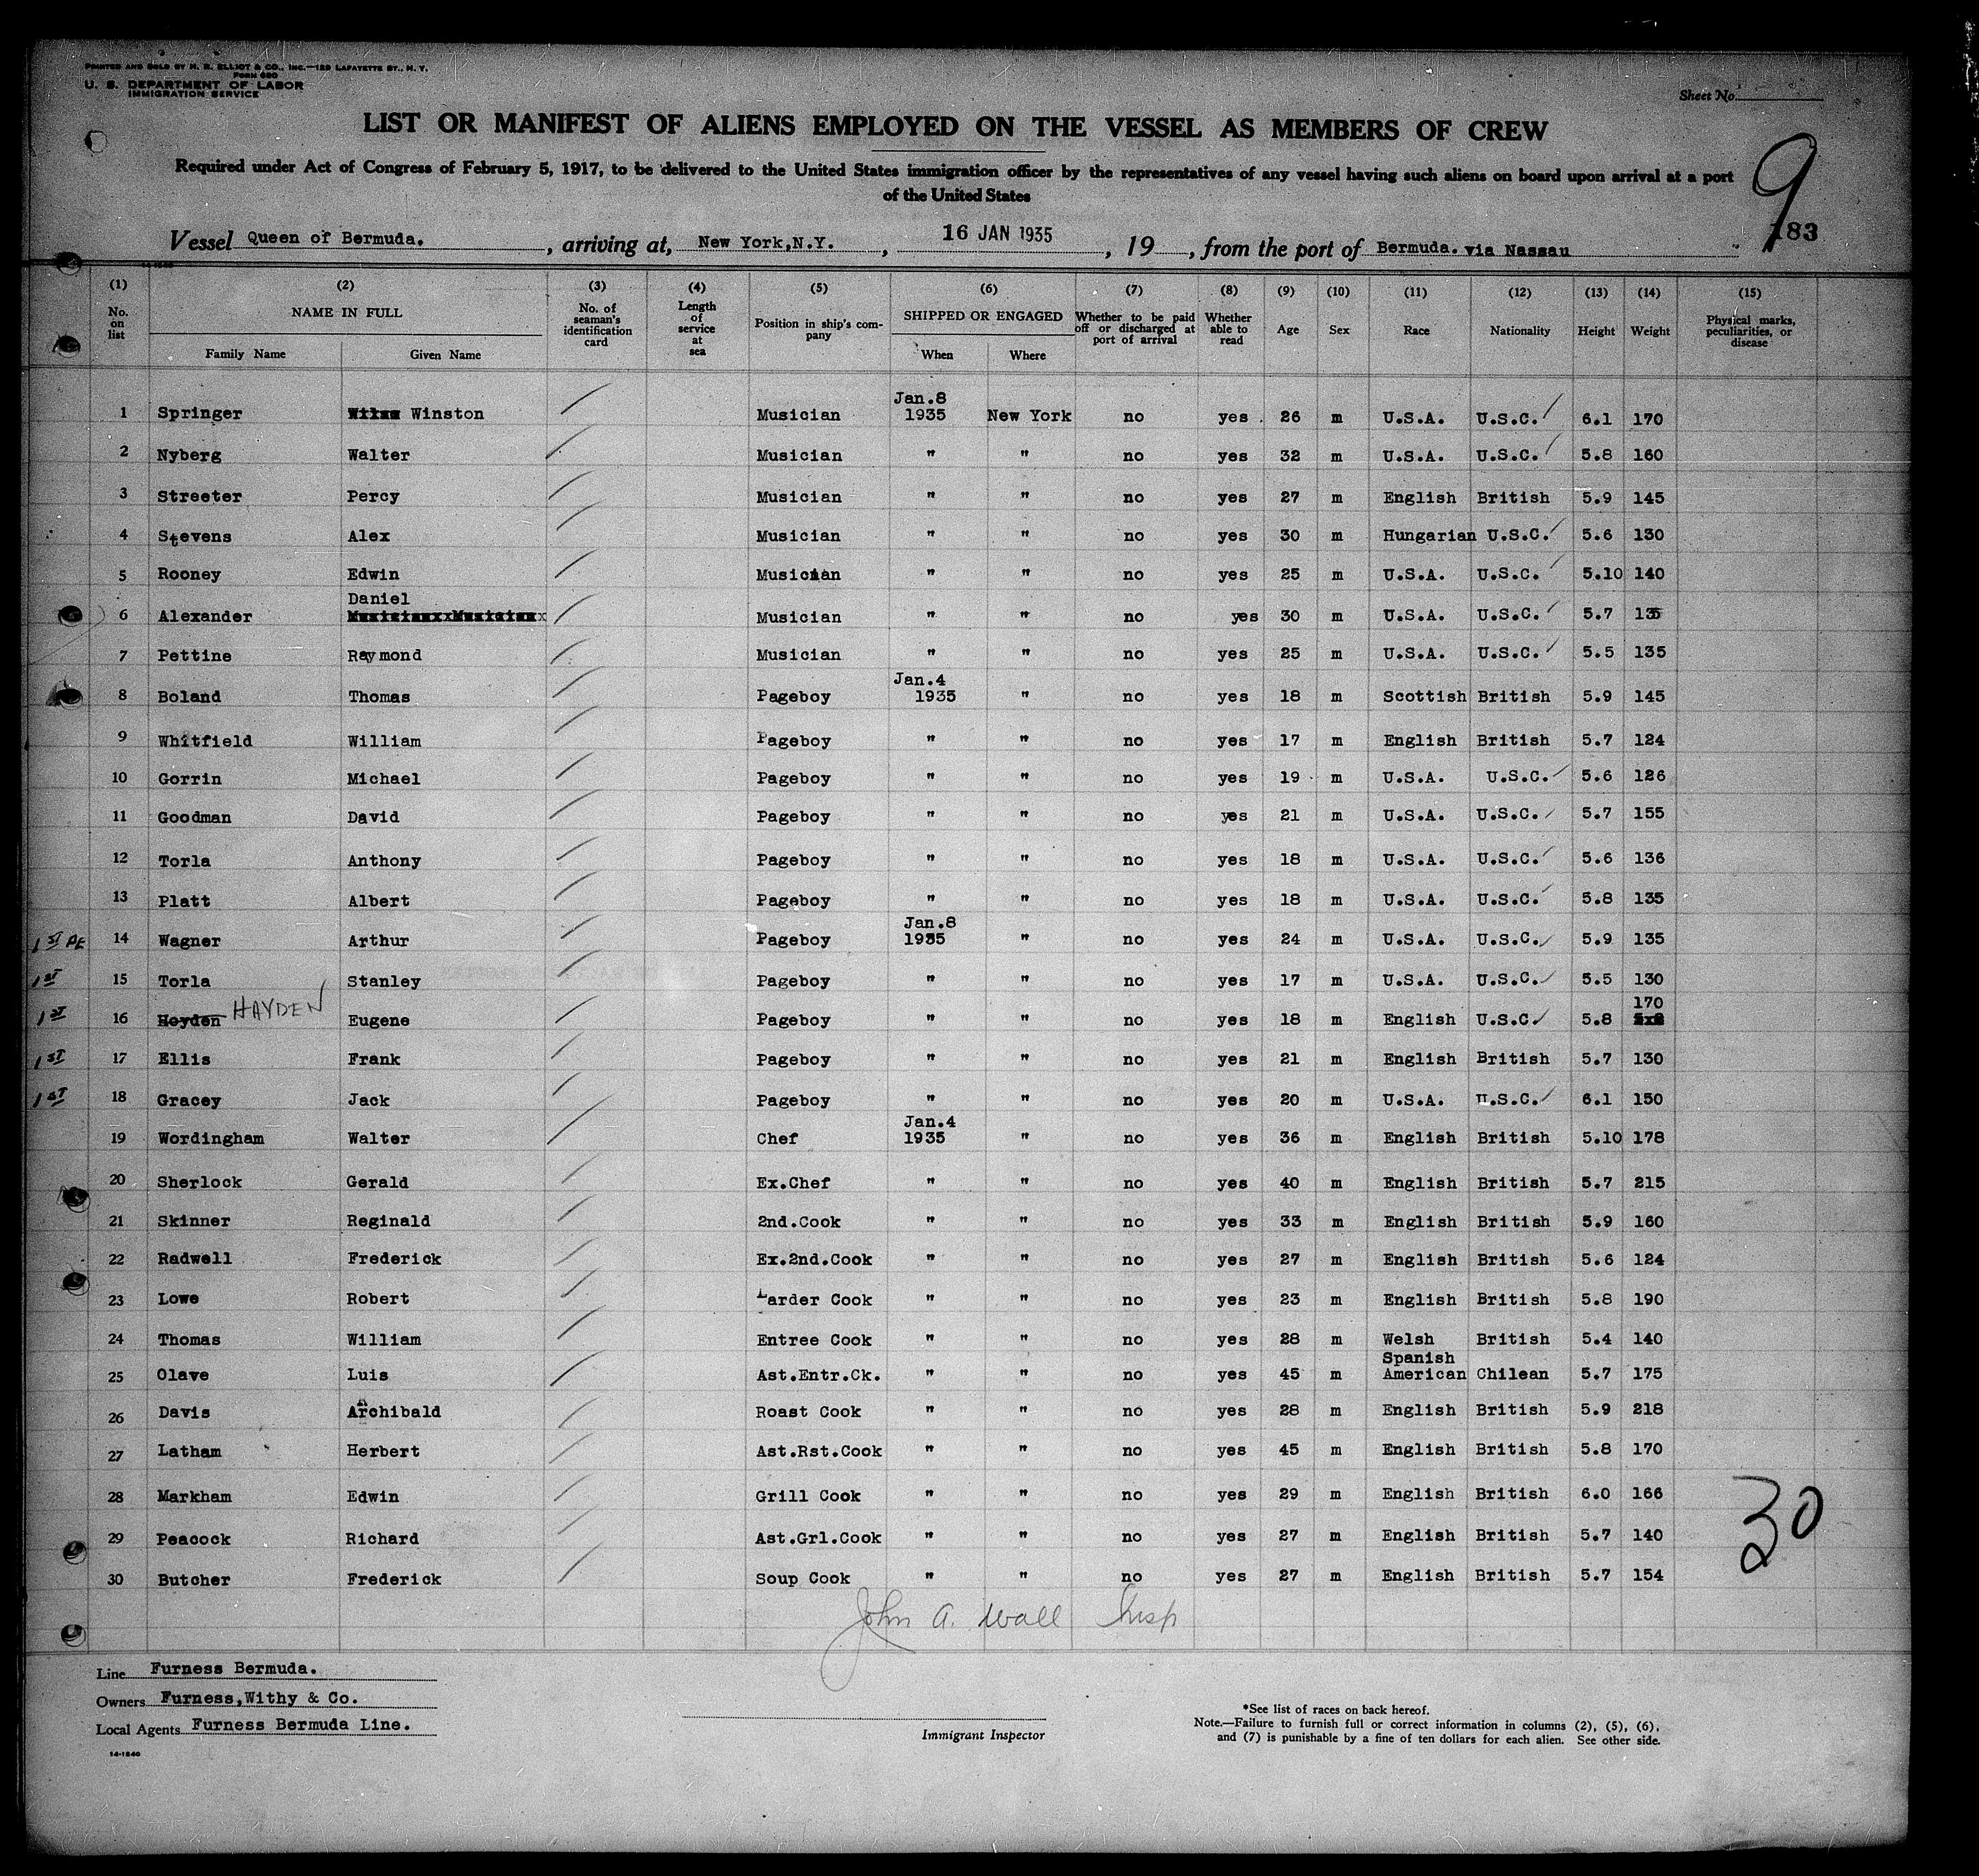 PRINTED AND SOLD BY M. R. ELLIOT & CO., INC.—129 LAFAYETTE ST., N. Y.
FORM 680
U. S. DEPARTMENT OF LABOR
IMMIGRATION SERVICE
Sheet No.
LIST OR MANIFEST OF ALIENS EMPLOYED ON THE VESSEL AS MEMBERS OF CREW
Required under Act of Congress of February 5, 1917, to be delivered to the United States immigration officer by the representatives of any vessel having such aliens on board upon arrival at a port
of the United States
9
183
Vessel Queen of Bermuda. , arriving at, New York,N.Y. , 16 JAN 1935 , 19 , from the port of Bermuda. via Nassau
(1) (2) (3) (4) (5) (6) (7) (8) (9) (10) (11) (12) (13) (14) (15)
No. on list NAME IN FULL Family Name Given Name No. of seaman's identification card Length of service at sea Position in ship's company SHIPPED OR ENGAGED When Where Whether to be paid off or discharged at port of arrival Whether able to read Age Sex Race Nationality Height Weight Physical marks, peculiarities, or disease
1 Springer Winston Musician Jan.8 1935 New York no yes 26 m U.S.A. U.S.C. 6.1 170
2 Nyberg Walter Musician " " no yes 32 m U.S.A. U.S.C. 5.8 160
3 Streeter Percy Musician " " no yes 27 m English British 5.9 145
4 Stevens Alex Musician " " no yes 30 m Hungarian U.S.C. 5.6 130
5 Rooney Edwin Musician " " no yes 25 m U.S.A. U.S.C. 5.10 140
6 Alexander Daniel Musician " " no yes 30 m U.S.A. U.S.C. 5.7 135
7 Pettine Raymond Musician " " no yes 25 m U.S.A. U.S.C. 5.5 135
8 Boland Thomas Pageboy Jan.4 1935 " no yes 18 m Scottish British 5.9 145
9 Whitfield William Pageboy " " no yes 17 m English British 5.7 124
10 Gorrin Michael Pageboy " " no yes 19 m U.S.A. U.S.C. 5.6 126
11 Goodman David Pageboy " " no yes 21 m U.S.A. U.S.C. 5.7 155
12 Torla Anthony Pageboy " " no yes 18 m U.S.A. U.S.C. 5.6 136
13 Platt Albert Pageboy " " no yes 18 m U.S.A. U.S.C. 5.8 135
1ST 14 Wagner Arthur Pageboy Jan.8 1935 " no yes 24 m U.S.A. U.S.C. 5.9 135
1ST 15 Torla Stanley Pageboy " " no yes 17 m U.S.A. U.S.C. 5.5 130
1ST 16 Hoyden HAYDEN Eugene Pageboy " " no yes 18 m English U.S.C. 5.8 170
1ST 17 Ellis Frank Pageboy " " no yes 21 m English British 5.7 130
1ST 18 Gracey Jack Pageboy " " no yes 20 m U.S.A. U.S.C. 6.1 150
19 Wordingham Walter Chef Jan.4 1935 " no yes 36 m English British 5.10 178
20 Sherlock Gerald Ex.Chef " " no yes 40 m English British 5.7 215
21 Skinner Reginald 2nd.Cook " " no yes 33 m English British 5.9 160
22 Radwell Frederick Ex.2nd.Cook " " no yes 27 m English British 5.6 124
23 Lowe Robert Larder Cook " " no yes 23 m English British 5.8 190
24 Thomas William Entree Cook " " no yes 28 m Welsh British 5.4 140
25 Olave Luis Ast.Entr.Ck. " " no yes 45 m Spanish American Chilean 5.7 175
26 Davis Archibald Roast Cook " " no yes 28 m English British 5.9 218
27 Latham Herbert Ast.Rst.Cook " " no yes 45 m English British 5.8 170
28 Markham Edwin Grill Cook " " no yes 29 m English British 6.0 166
29 Peacock Richard Ast.Grl.Cook " " no yes 27 m English British 5.7 140
30 Butcher Frederick Soup Cook " " no yes 27 m English British 5.7 154
30
John A. Wall Insp
Line Furness Bermuda.
Owners Furness,Withy & Co.
Local Agents Furness Bermuda Line.
14-1240
Immigrant Inspector
*See list of races on back hereof.
Note.—Failure to furnish full or correct information in columns (2), (5), (6),
and (7) is punishable by a fine of ten dollars for each alien. See other side.